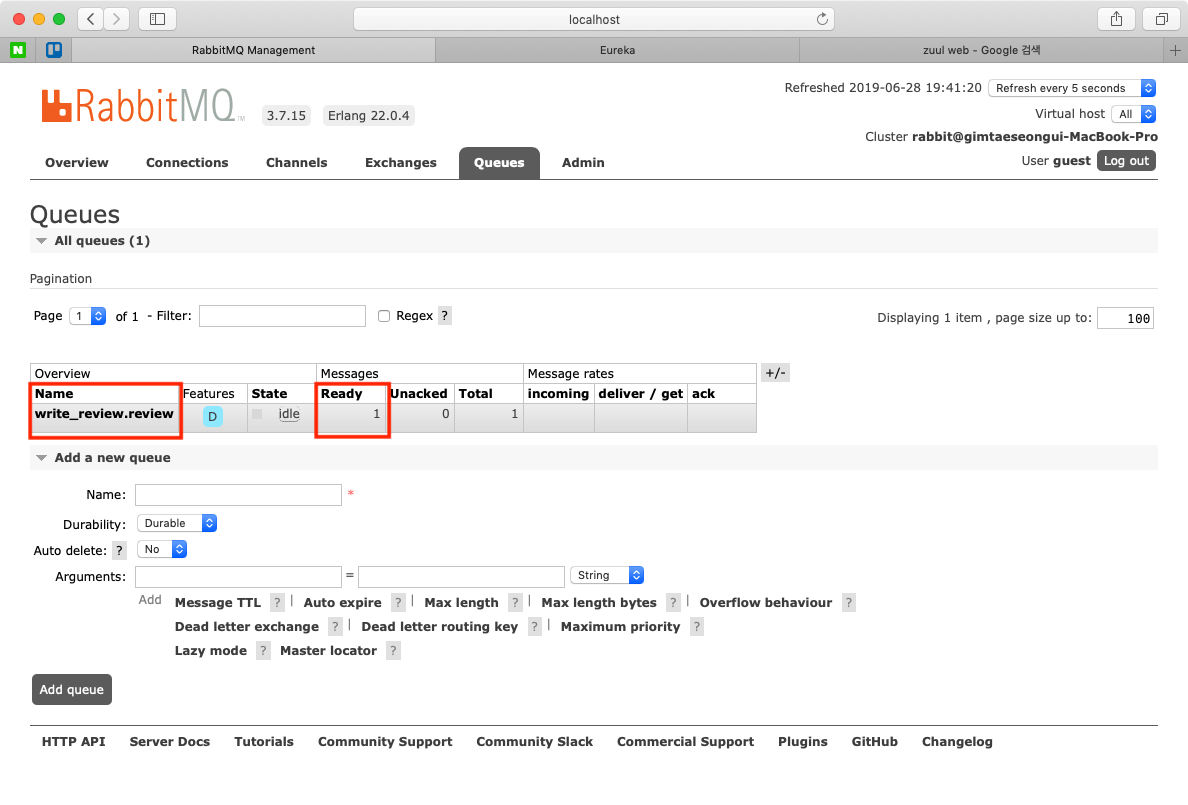 localhost
N
RabbitMQ Management Eureka zuul web - Google 검색
Refreshed 2019-06-28 19:41:20 Refresh every 5 seconds
RabbitMQ TM 3.7.15 Erlang 22.0.4
Virtual host All
Cluster rabbit@gimtaeseongui-MacBook-Pro
User guest Log out
Overview Connections Channels Exchanges Queues Admin
Queues
All queues (1)
Pagination
Page 1 of 1 - Filter: Regex ?
Displaying 1 item , page size up to: 100
Overview Messages Message rates +/-
Name Features State Ready Unacked Total incoming deliver / get ack
write_review.review D idle 1 0 1
Add a new queue
Name: *
Durability: Durable
Auto delete: ? No
Arguments: = String
Add Message TTL ? | Auto expire ? | Max length ? | Max length bytes ? | Overflow behaviour ?
Dead letter exchange ? | Dead letter routing key ? | Maximum priority ?
Lazy mode ? Master locator ?
Add queue
HTTP API Server Docs Tutorials Community Support Community Slack Commercial Support Plugins GitHub Changelog